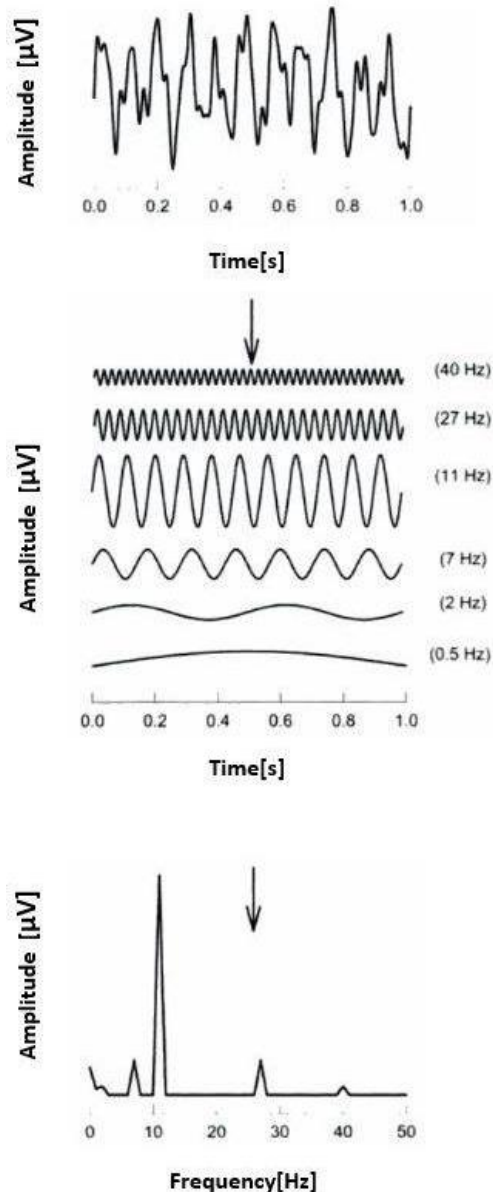 Amplitude [μV]
0.0 0.2 0.4 0.6 0.8 1.0
Time[s]
Amplitude [μV]
(40 Hz)
(27 Hz)
(11 Hz)
(7 Hz)
(2 Hz)
(0.5 Hz)
0.0 0.2 0.4 0.6 0.8 1.0
Time[s]
Amplitude [μV]
0 10 20 30 40 50
Frequency[Hz]